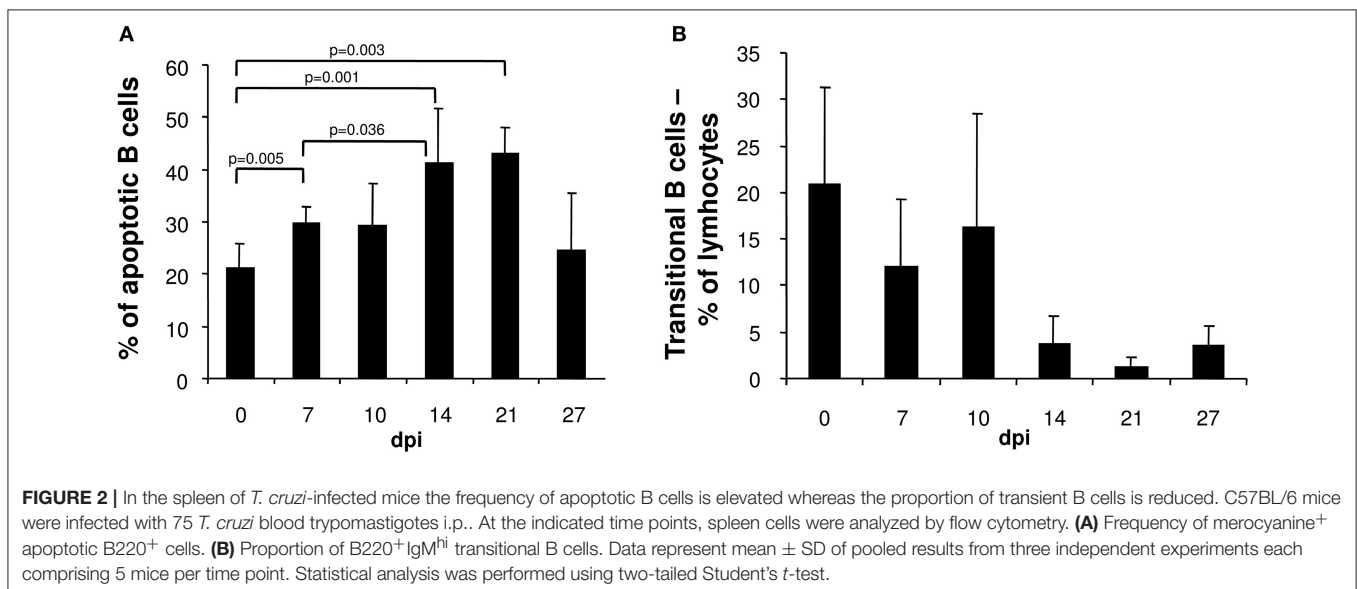 A
p=0.003
p=0.001
p=0.036
p=0.005
% of apoptotic B cells
60
50
40
30
20
10
0
0 7 10 14 21 27
dpi
B
Transitional B cells –
% of lymhocytes
35
30
25
20
15
10
5
0
0 7 10 14 21 27
dpi
FIGURE 2 | In the spleen of T. cruzi-infected mice the frequency of apoptotic B cells is elevated whereas the proportion of transient B cells is reduced. C57BL/6 mice
were infected with 75 T. cruzi blood trypomastigotes i.p.. At the indicated time points, spleen cells were analyzed by flow cytometry. (A) Frequency of merocyanine+
apoptotic B220+ cells. (B) Proportion of B220+IgMhi transitional B cells. Data represent mean ± SD of pooled results from three independent experiments each
comprising 5 mice per time point. Statistical analysis was performed using two-tailed Student's t-test.